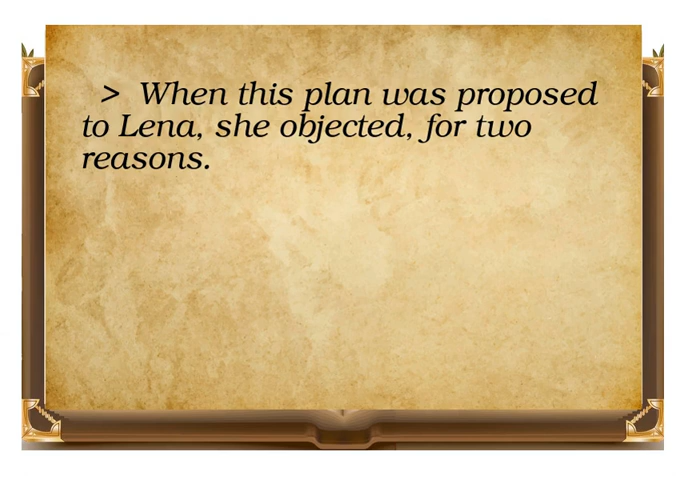 > When this plan was proposed
to Lena, she objected, for two
reasons.